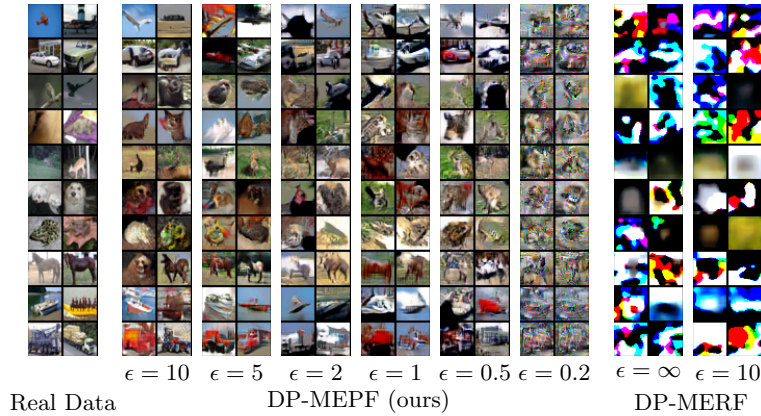 ϵ = 10 ϵ = 5 ϵ = 2 ϵ = 1 ϵ = 0.5 ϵ = 0.2 ϵ = ∞ ϵ = 10
Real Data DP-MEPF (ours) DP-MERF